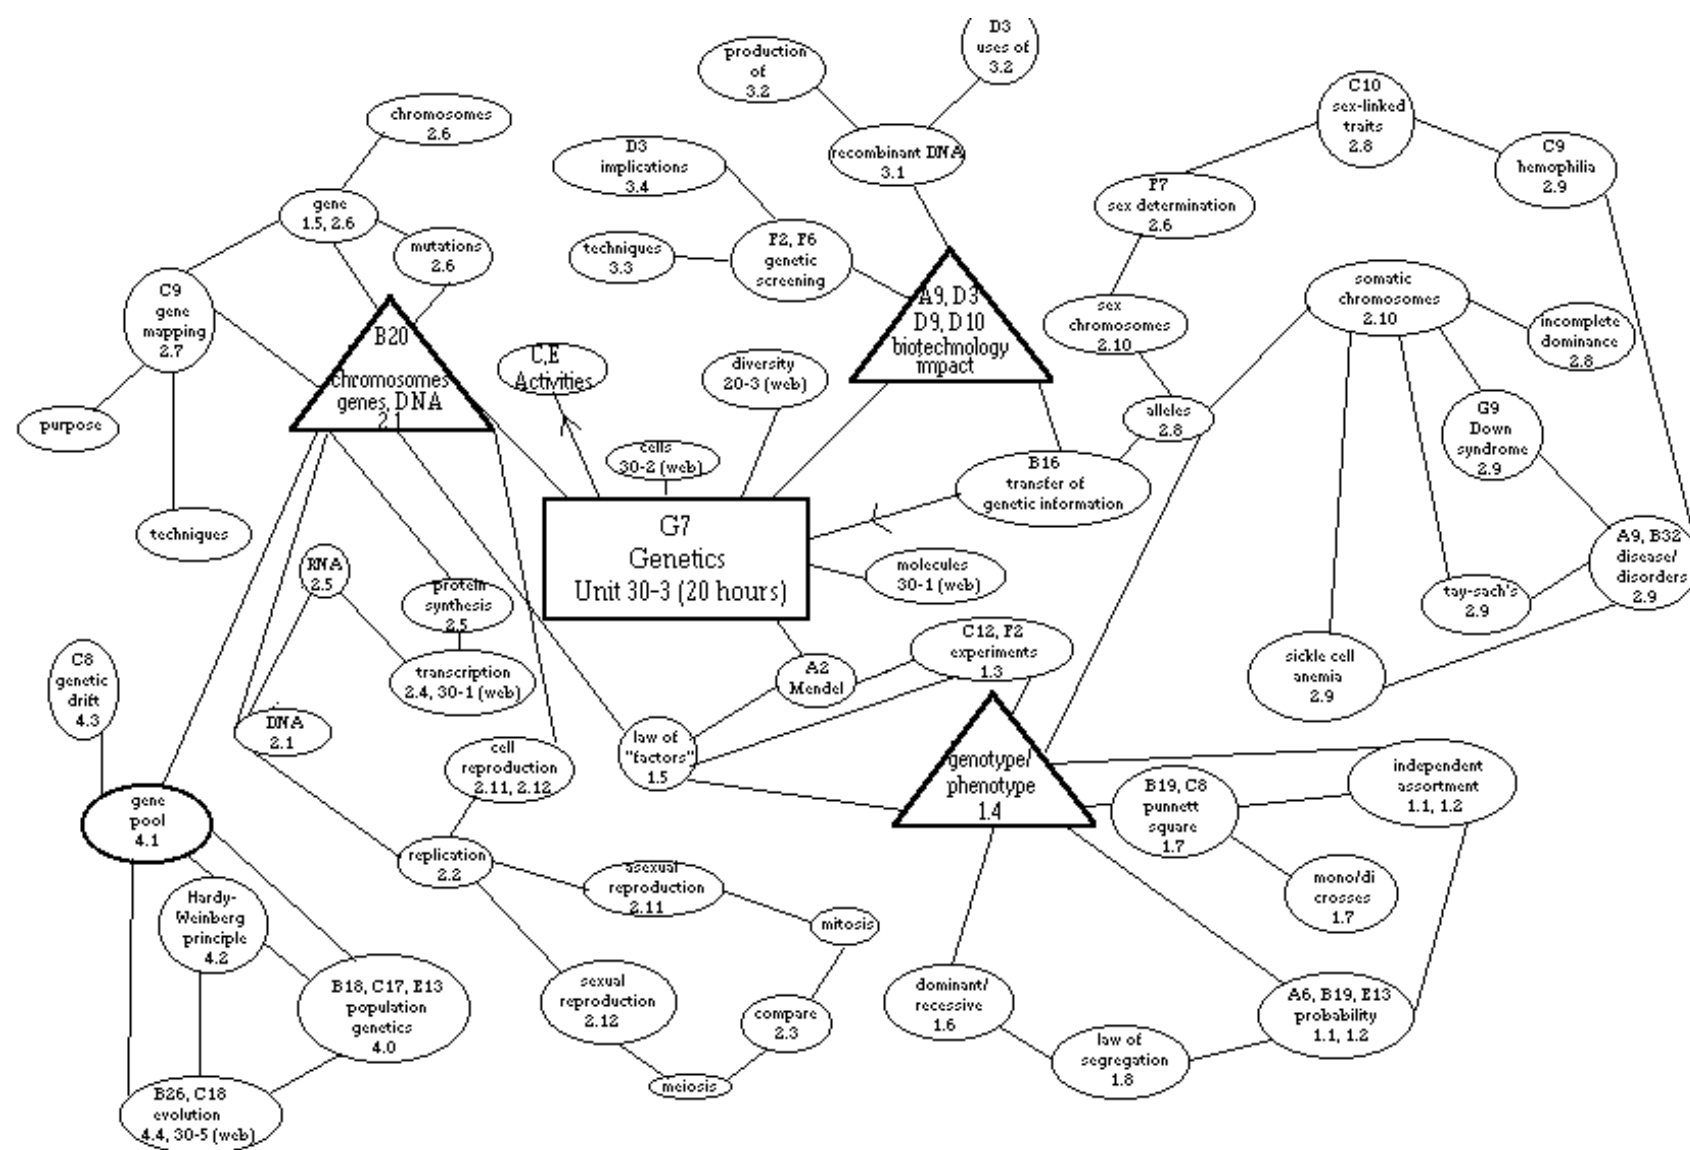 D3
uses of
3.2
production
of
3.2
C10
sex-linked
traits
2.8
chromosomes
2.6
D3
implications
3.4
recombinant DNA
3.1
C9
hemophilia
2.9
gene
1.5, 2.6
F7
sex determination
2.6
mutations
2.6
techniques
3.3
F2, F6
genetic
screening
C9
gene
mapping
2.7
B20
chromosomes
genes, DNA
2.1
A9, D3
D9, D10
biotechnology
impact
sex
chromosomes
2.10
somatic
chromosomes
2.10
incomplete
dominance
2.8
C,E
Activities
diversity
20-3 (web)
purpose
alleles
2.8
G9
Down
syndrome
2.9
cells
30-2 (web)
B16
transfer of
genetic information
techniques
G7
Genetics
Unit 30-3 (20 hours)
molecules
30-1 (web)
A9, B32
disease/
disorders
2.9
RNA
2.5
protein
synthesis
2.5
tay-sach's
2.9
C12, F2
experiments
1.3
C8
genetic
drift
4.3
transcription
2.4, 30-1 (web)
A2
Mendel
sickle cell
anemia
2.9
DNA
2.1
law of
"factors"
1.5
cell
reproduction
2.11, 2.12
genotype/
phenotype
1.4
independent
assortment
1.1, 1.2
B19, C8
punnett
square
1.7
gene
pool
4.1
replication
2.2
asexual
reproduction
2.11
mono/di
crosses
1.7
Hardy-
Weinberg
principle
4.2
mitosis
B18, C17, E13
population
genetics
4.0
sexual
reproduction
2.12
compare
2.3
dominant/
recessive
1.6
A6, B19, E13
probability
1.1, 1.2
law of
segregation
1.8
meiosis
B26, C18
evolution
4.4, 30-5 (web)